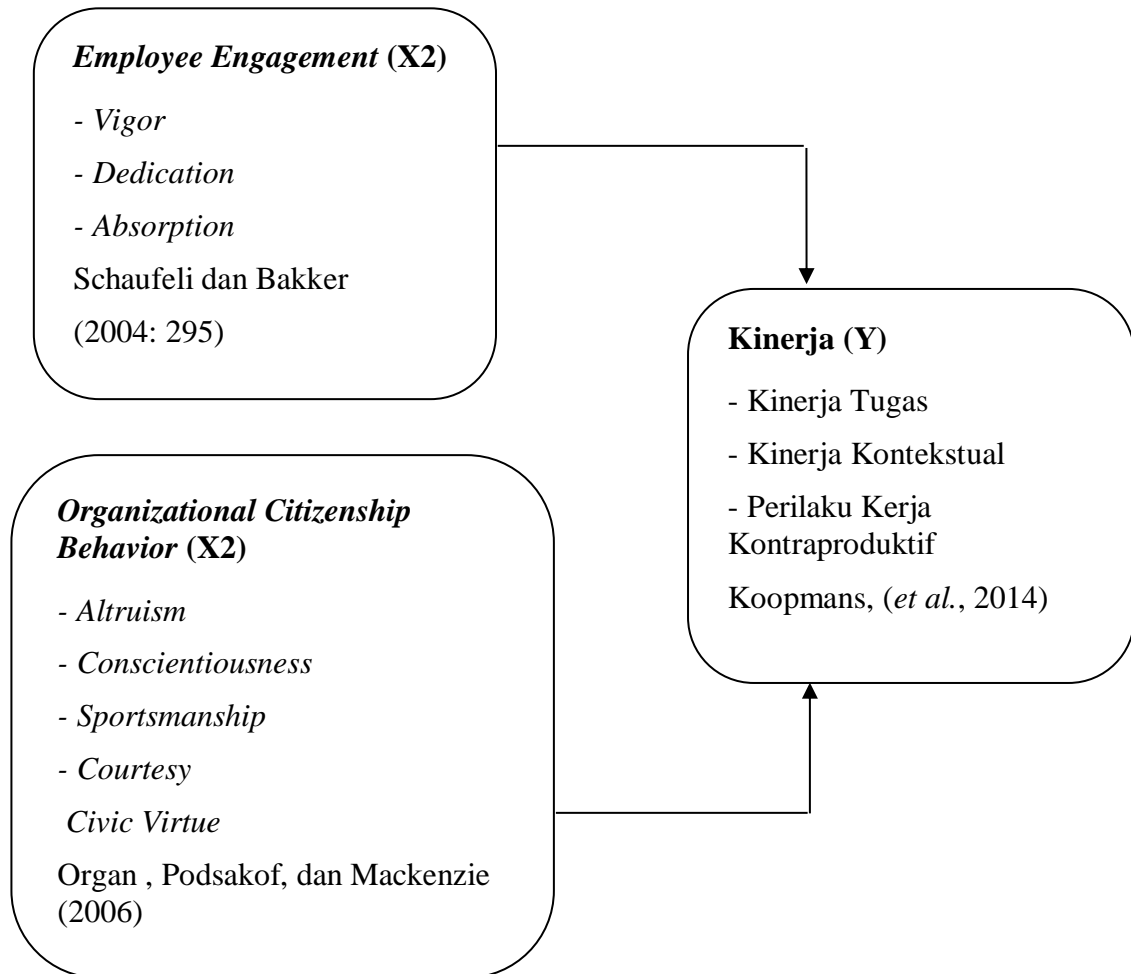 Employee Engagement (X2)
- Vigor
- Dedication
- Absorption
Schaufeli dan Bakker
(2004: 295)
Organizational Citizenship
Behavior (X2)
- Altruism
- Conscientiousness
- Sportsmanship
- Courtesy
Civic Virtue
Organ , Podsakof, dan Mackenzie
(2006)
Kinerja (Y)
- Kinerja Tugas
- Kinerja Kontekstual
- Perilaku Kerja
Kontraproduktif
Koopmans, (et al., 2014)